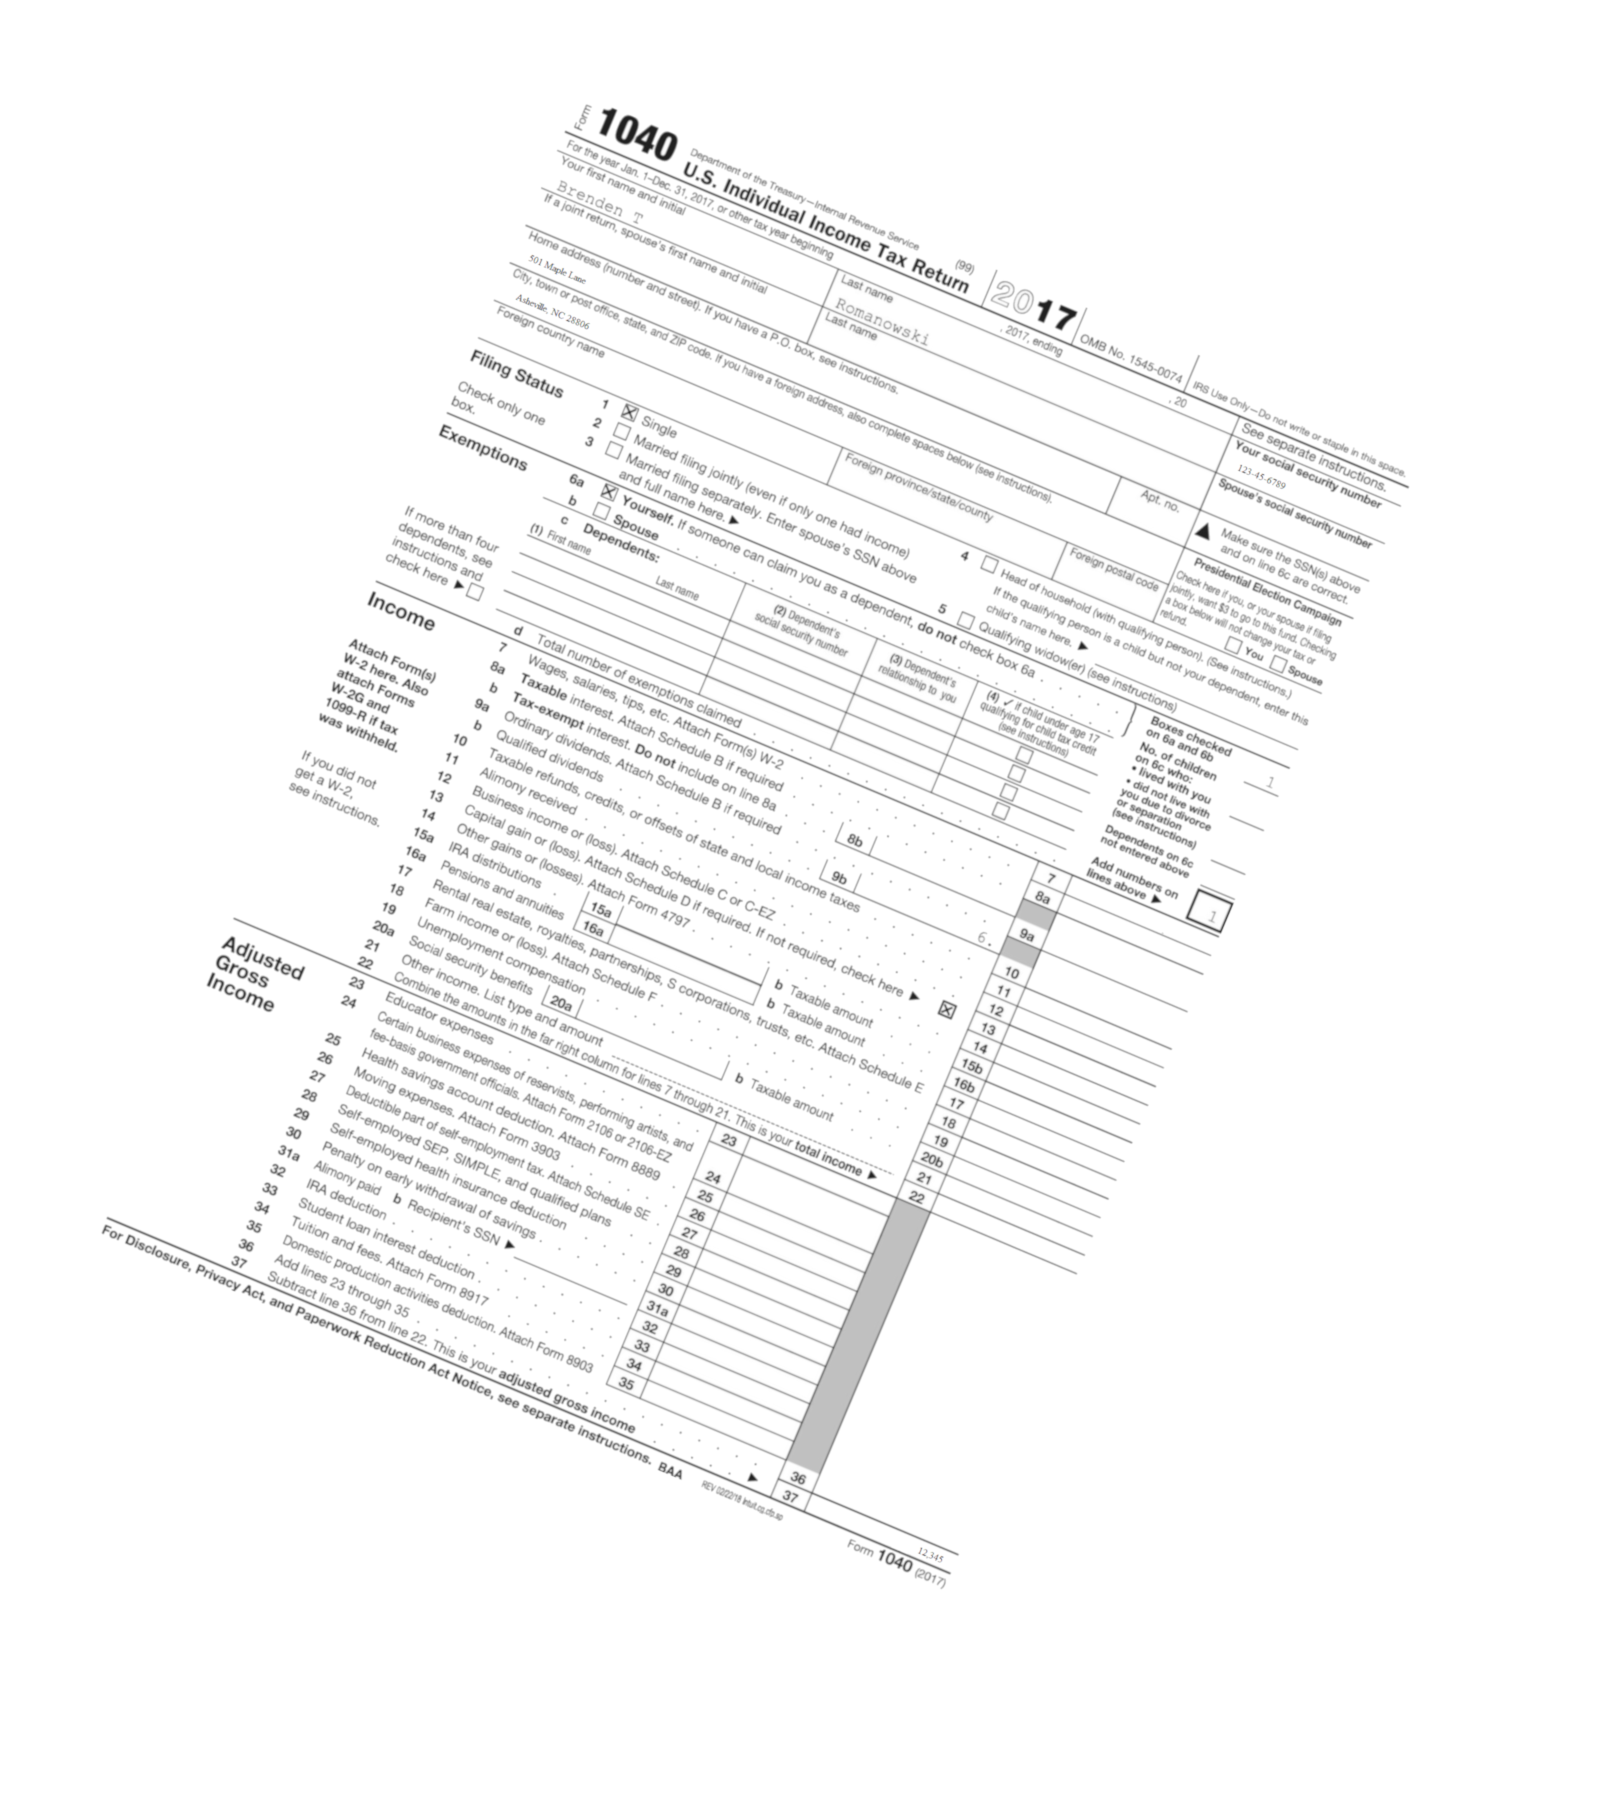 Form 1040 Department of the Treasury—Internal Revenue Service (99)
U.S. Individual Income Tax Return 2017 OMB No. 1545-0074 IRS Use Only—Do not write or staple in this space.
For the year Jan. 1–Dec. 31, 2017, or other tax year beginning , 2017, ending , 20 See separate instructions.
Your first name and initial Last name Your social security number
Brenden T Romanowski 123-45-6789
If a joint return, spouse's first name and initial Last name Spouse's social security number
Home address (number and street). If you have a P.O. box, see instructions. Apt. no.
501 Maple Lane
▲ Make sure the SSN(s) above
and on line 6c are correct.
City, town or post office, state, and ZIP code. If you have a foreign address, also complete spaces below (see instructions).
Asheville, NC 28806
Presidential Election Campaign
Check here if you, or your spouse if filing
jointly, want $3 to go to this fund. Checking
a box below will not change your tax or
refund. You Spouse
Foreign country name Foreign province/state/county Foreign postal code
Filing Status
Check only one
box.
1 ☒ Single
2 Married filing jointly (even if only one had income)
3 Married filing separately. Enter spouse's SSN above
and full name here. ▶
4 Head of household (with qualifying person). (See instructions.)
If the qualifying person is a child but not your dependent, enter this
child's name here. ▶
5 Qualifying widow(er) (see instructions)
Exemptions
6a ☒ Yourself. If someone can claim you as a dependent, do not check box 6a
b Spouse
c Dependents:
(1) First name Last name
(2) Dependent's
social security number
(3) Dependent's
relationship to you
(4) ✓ if child under age 17
qualifying for child tax credit
(see instructions)
If more than four
dependents, see
instructions and
check here ▶
d Total number of exemptions claimed
Boxes checked
on 6a and 6b 1
No. of children
on 6c who:
• lived with you
• did not live with
you due to divorce
or separation
(see instructions)
Dependents on 6c
not entered above
Add numbers on
lines above ▶ 1
Income
Attach Form(s)
W-2 here. Also
attach Forms
W-2G and
1099-R if tax
was withheld.
If you did not
get a W-2,
see instructions.
7 Wages, salaries, tips, etc. Attach Form(s) W-2 7
8a Taxable interest. Attach Schedule B if required 8a
b Tax-exempt interest. Do not include on line 8a 8b
9a Ordinary dividends. Attach Schedule B if required 9a
b Qualified dividends 9b 6.
10 Taxable refunds, credits, or offsets of state and local income taxes 10
11 Alimony received 11
12 Business income or (loss). Attach Schedule C or C-EZ 12
13 Capital gain or (loss). Attach Schedule D if required. If not required, check here ▶ ☒ 13
14 Other gains or (losses). Attach Form 4797 14
15a IRA distributions 15a b Taxable amount 15b
16a Pensions and annuities 16a b Taxable amount 16b
17 Rental real estate, royalties, partnerships, S corporations, trusts, etc. Attach Schedule E 17
18 Farm income or (loss). Attach Schedule F 18
19 Unemployment compensation 19
20a Social security benefits 20a b Taxable amount 20b
21 Other income. List type and amount 21
22 Combine the amounts in the far right column for lines 7 through 21. This is your total income ▶ 22
Adjusted
Gross
Income
23 Educator expenses 23
24 Certain business expenses of reservists, performing artists, and
fee-basis government officials. Attach Form 2106 or 2106-EZ 24
25 Health savings account deduction. Attach Form 8889 25
26 Moving expenses. Attach Form 3903 26
27 Deductible part of self-employment tax. Attach Schedule SE 27
28 Self-employed SEP, SIMPLE, and qualified plans 28
29 Self-employed health insurance deduction 29
30 Penalty on early withdrawal of savings 30
31a Alimony paid b Recipient's SSN ▶ 31a
32 IRA deduction 32
33 Student loan interest deduction 33
34 Tuition and fees. Attach Form 8917 34
35 Domestic production activities deduction. Attach Form 8903 35
36 Add lines 23 through 35 36
37 Subtract line 36 from line 22. This is your adjusted gross income ▶ 37 12,345
For Disclosure, Privacy Act, and Paperwork Reduction Act Notice, see separate instructions. BAA REV 02/22/18 Intuit.cg.cfp.sp Form 1040 (2017)